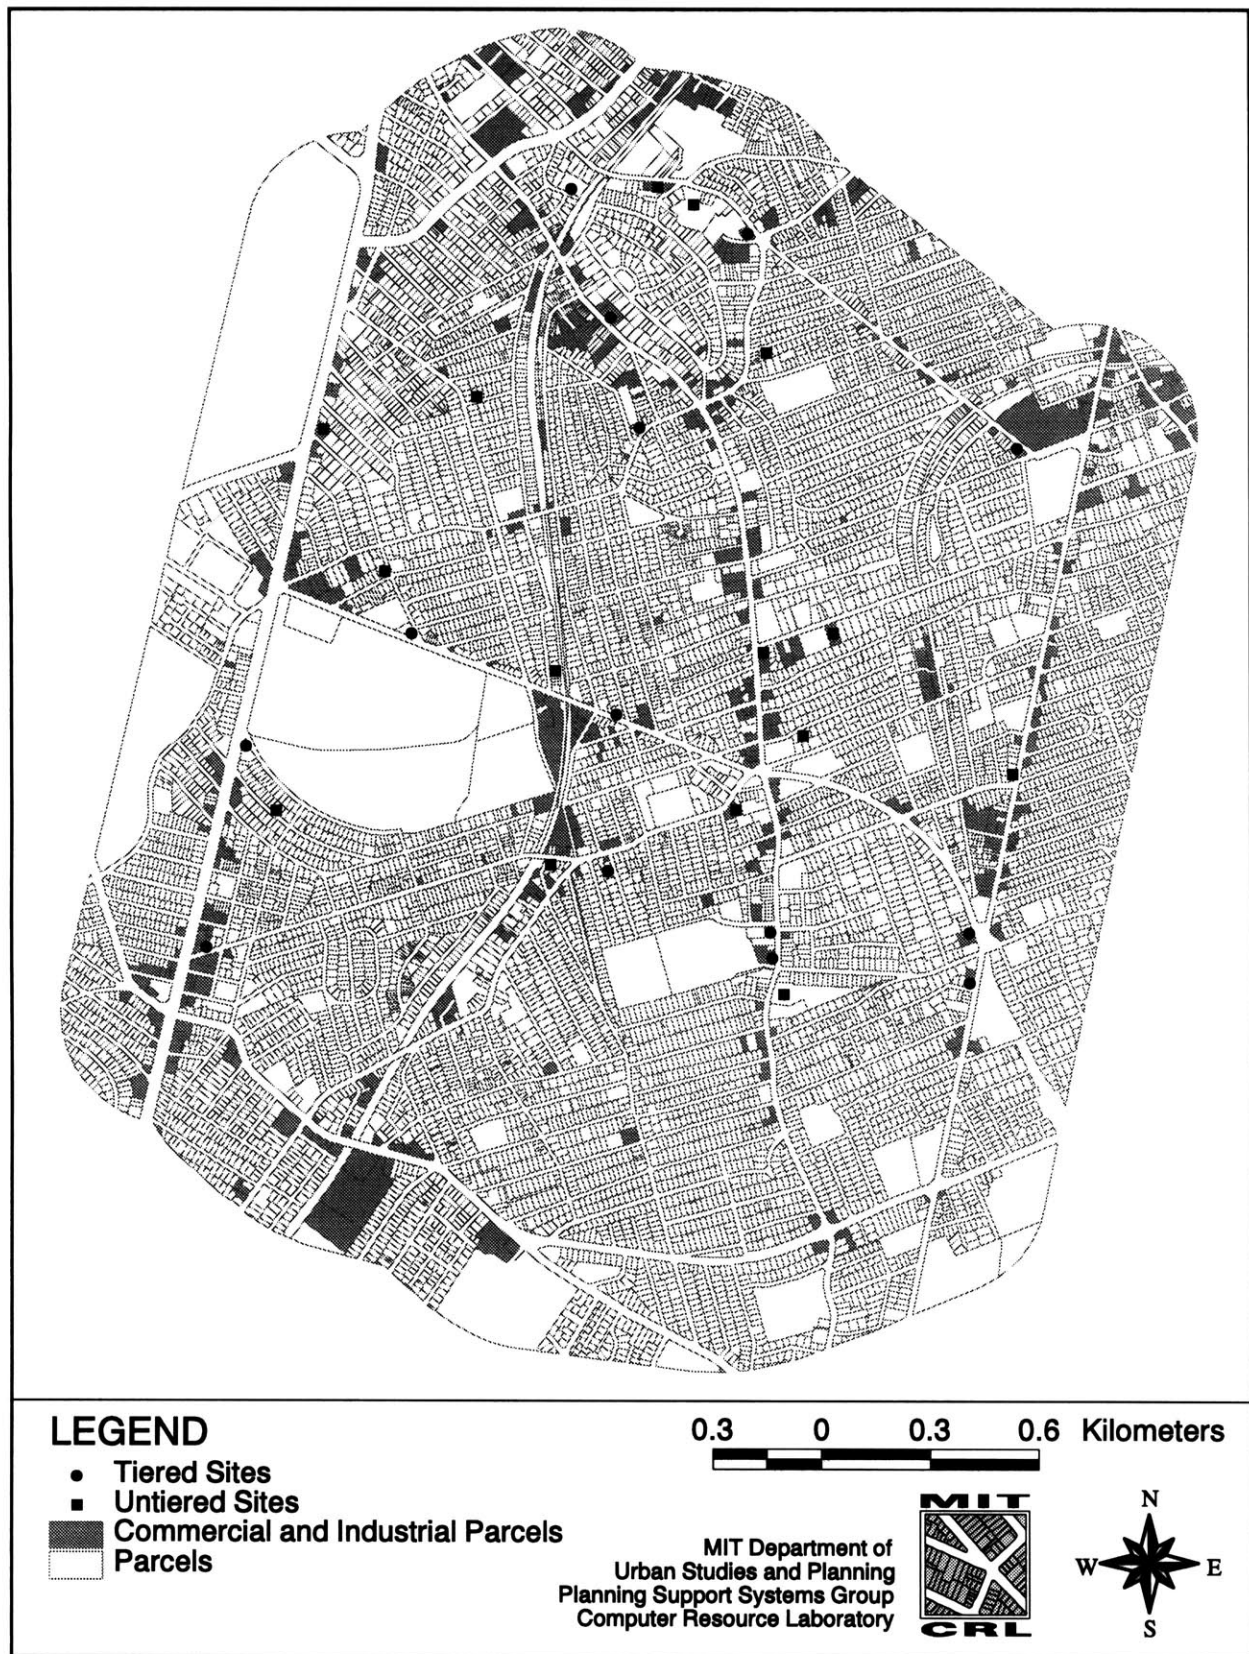 LEGEND
Tiered Sites
Untiered Sites
Commercial and Industrial Parcels
Parcels
0.3 0 0.3 0.6 Kilometers
MIT Department of
Urban Studies and Planning
Planning Support Systems Group
Computer Resource Laboratory
MIT
CRL
N
W E
S